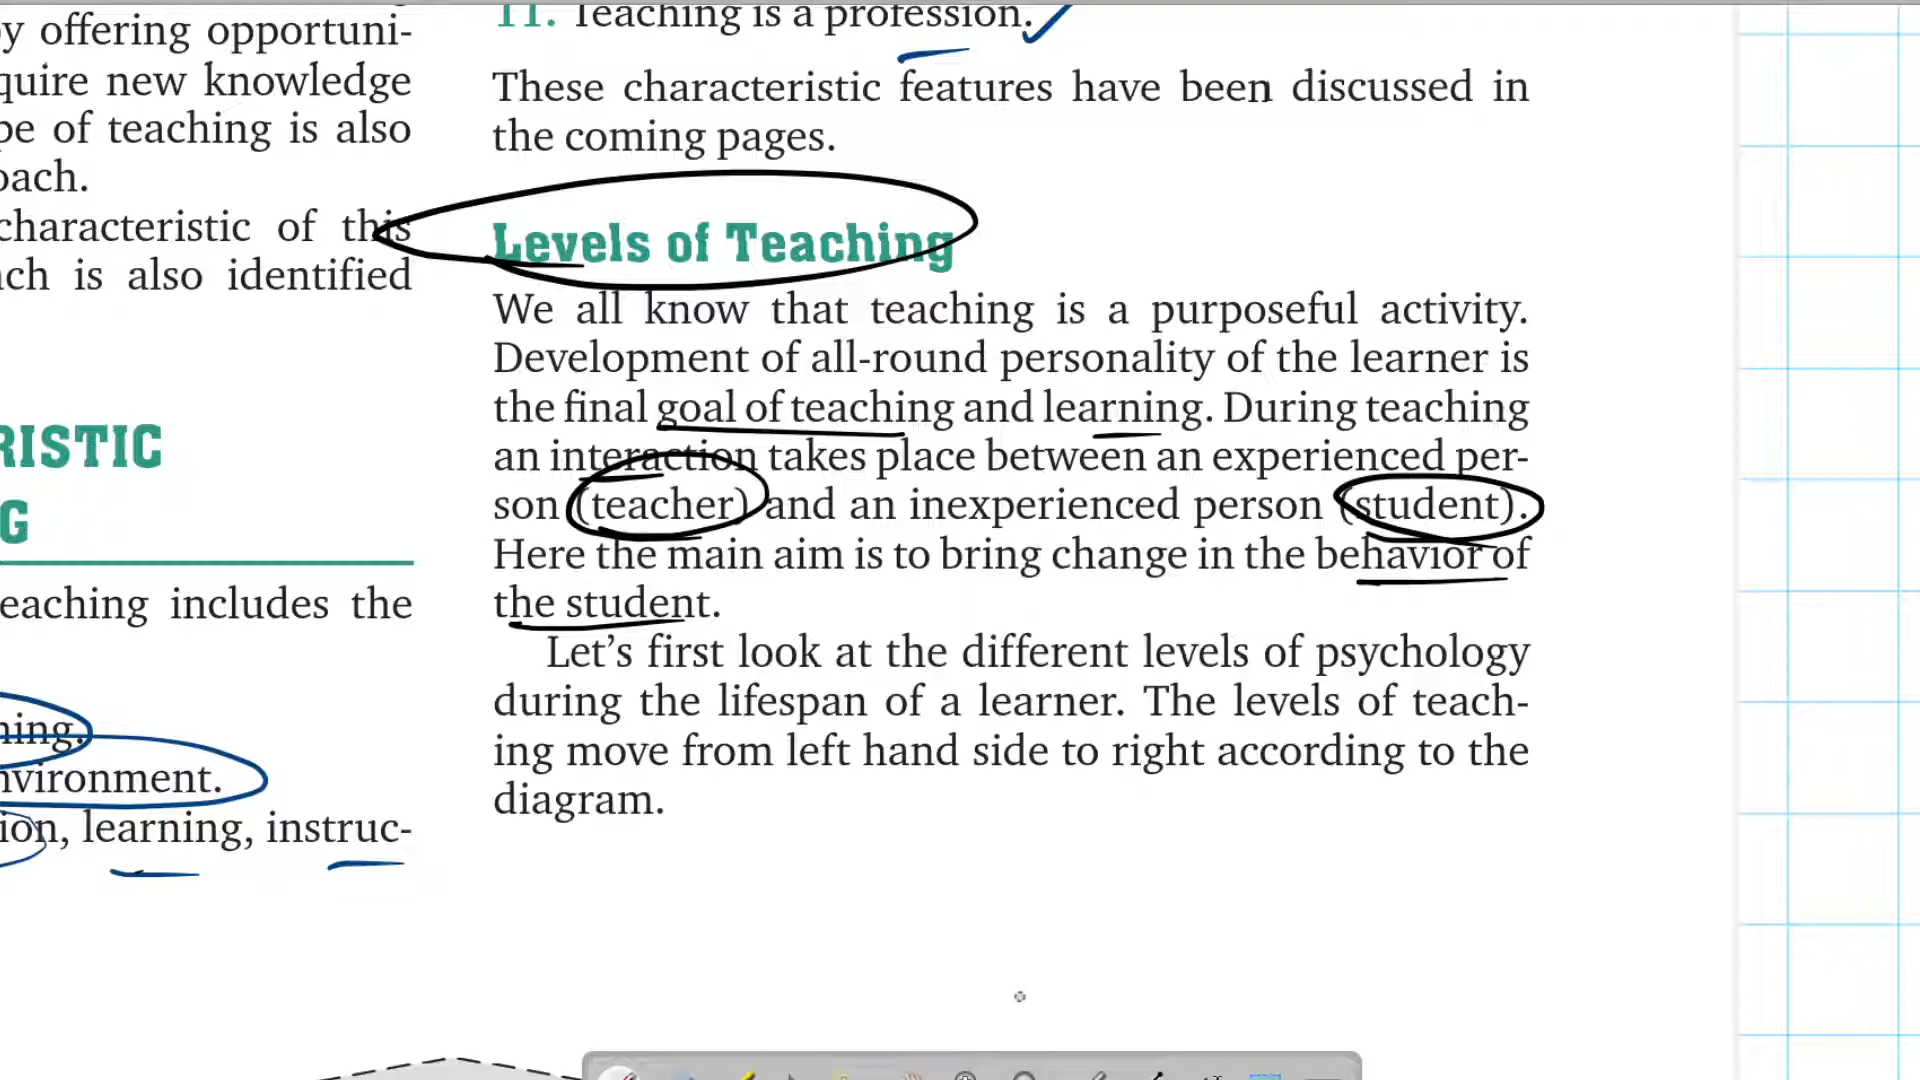 y offering opportuni-
quire new knowledge
pe of teaching is also
oach.
characteristic of this
ch is also identified
RISTIC
G
eaching includes the
ning.
nvironment.
ion, learning, instruc-
11. Teaching is a profession.
These characteristic features have been discussed in
the coming pages.
Levels of Teaching
We all know that teaching is a purposeful activity.
Development of all-round personality of the learner is
the final goal of teaching and learning. During teaching
an interaction takes place between an experienced per-
son (teacher) and an inexperienced person (student).
Here the main aim is to bring change in the behavior of
the student.
Let’s first look at the different levels of psychology
during the lifespan of a learner. The levels of teach-
ing move from left hand side to right according to the
diagram.